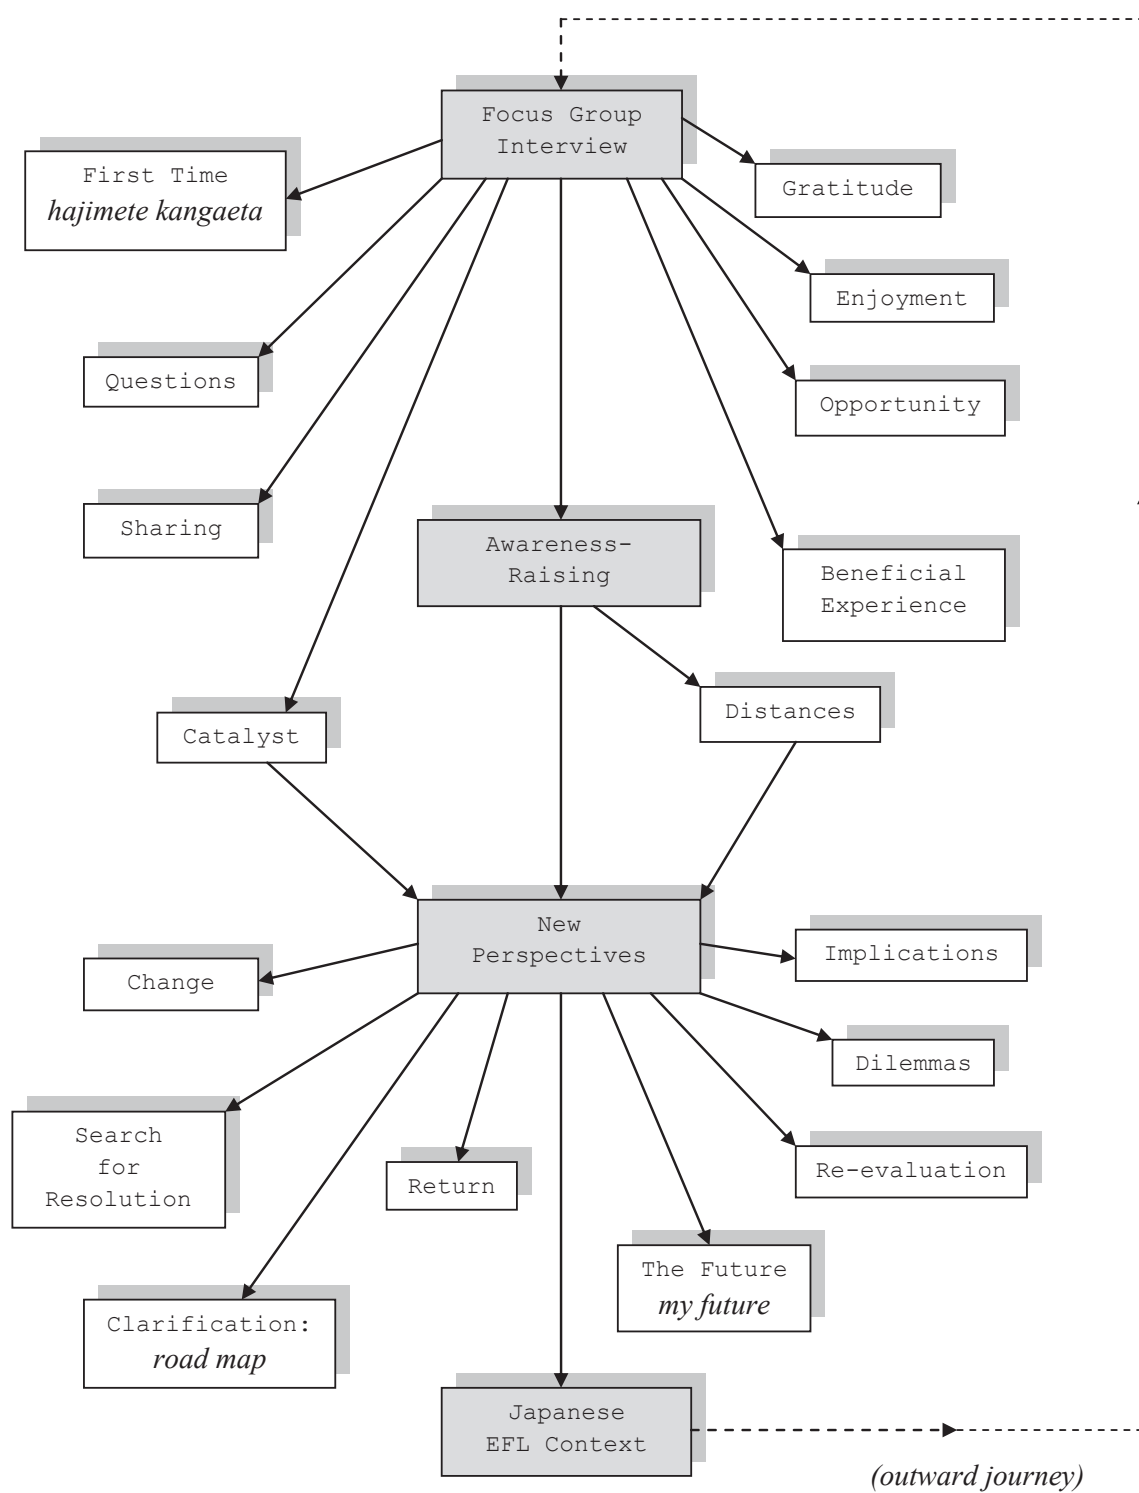 Focus Group
Interview
First Time
hajimete kangaeta
Gratitude
Enjoyment
Questions
Opportunity
Sharing
Awareness-
Raising
Beneficial
Experience
Distances
Catalyst
New
Perspectives
Implications
Change
Dilemmas
Search
for
Resolution
Return
Re-evaluation
The Future
my future
Clarification:
road map
Japanese
EFL Context
(outward journey)